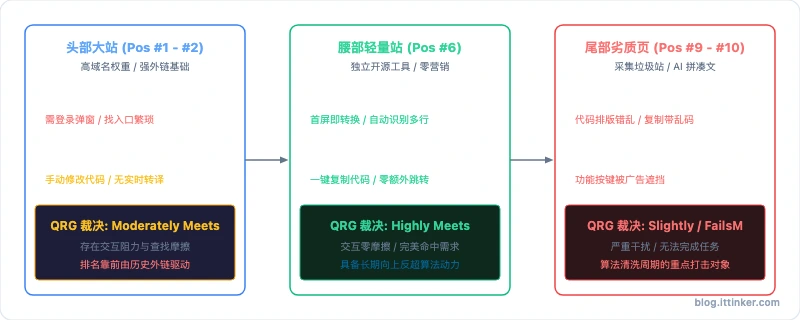 头部大站 (Pos #1 - #2)
高域名权重 / 强外链基础
需登录弹窗 / 找入口繁琐
手动修改代码 / 无实时转译
QRG 裁决: Moderately Meets
存在交互阻力与查找摩擦
排名靠前由历史外链驱动
腰部轻量站 (Pos #6)
独立开源工具 / 零营销
首屏即转换 / 自动识别多行
一键复制代码 / 零额外跳转
QRG 裁决: Highly Meets
交互零摩擦 / 完美命中需求
具备长期向上反超算法动力
尾部劣质页 (Pos #9 - #10)
采集垃圾站 / AI 拼凑文
代码排版错乱 / 复制带乱码
功能按键被广告遮挡
QRG 裁决: Slightly / FailsM
严重干扰 / 无法完成任务
算法清洗周期的重点打击对象
blog.ittinker.com